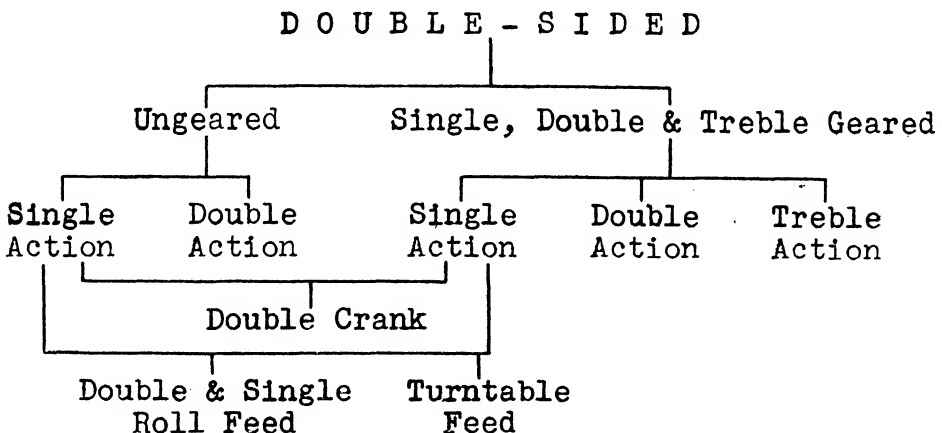 DOUBLE-SIDED
Ungeared Single, Double & Treble Geared
Single Double Single Double Treble
Action Action Action Action Action
Double Crank
Double & Single Turntable
Roll Feed Feed